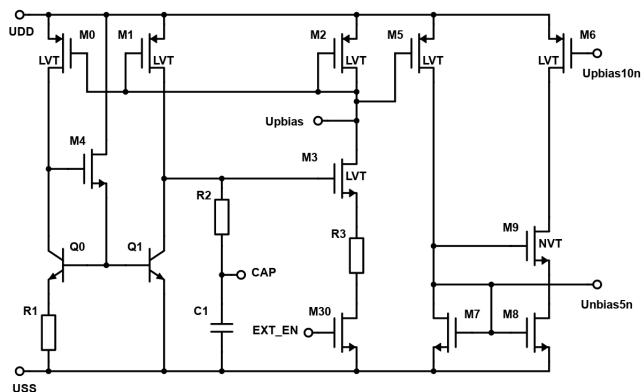 UDD
M0
M1
M2
M5
M6
LVT
LVT
LVT
LVT
LVT
Upbias10n
Upbias
M4
M3
LVT
R2
R3
M9
NVT
Q0
Q1
CAP
Unbias5n
R1
C1
EXT_EN
M30
M7
M8
USS